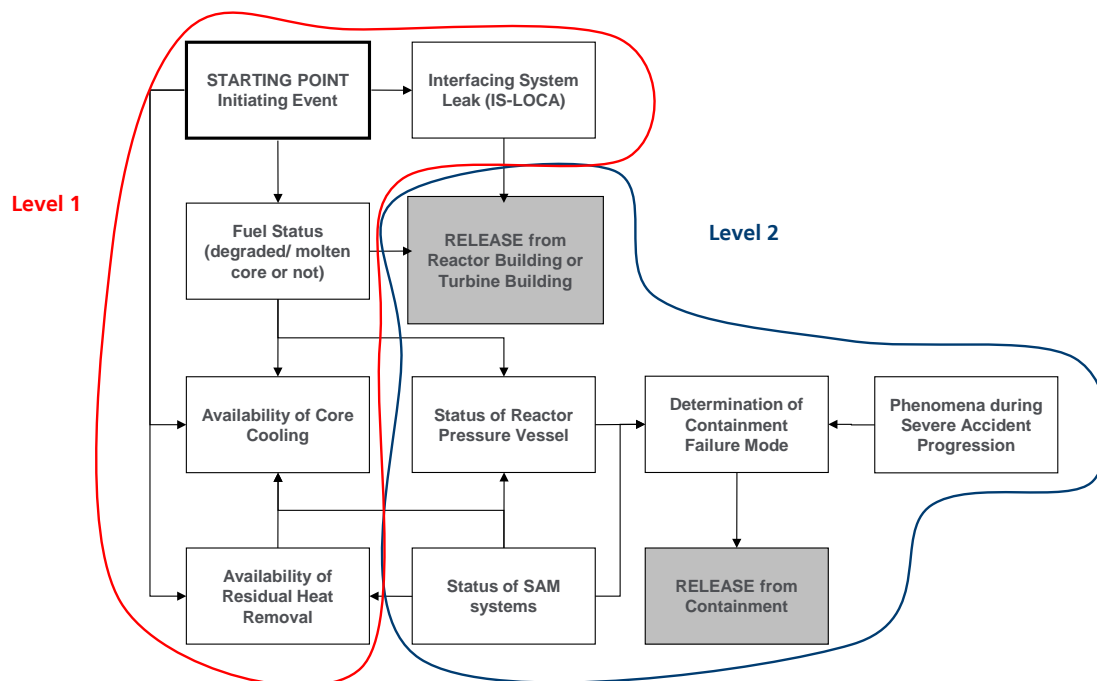 STARTING POINT
Initiating Event
Interfacing System
Leak (IS-LOCA)
Level 1
Fuel Status
(degraded/ molten
core or not)
RELEASE from
Reactor Building or
Turbine Building
Level 2
Availability of Core
Cooling
Status of Reactor
Pressure Vessel
Determination of
Containment
Failure Mode
Phenomena during
Severe Accident
Progression
Availability of
Residual Heat
Removal
Status of SAM
systems
RELEASE from
Containment